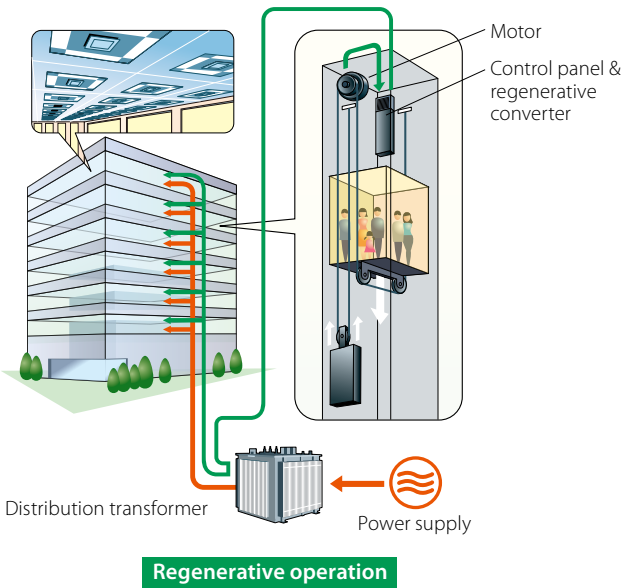 Motor
Control panel &
regenerative
converter
Distribution transformer
Power supply
Regenerative operation